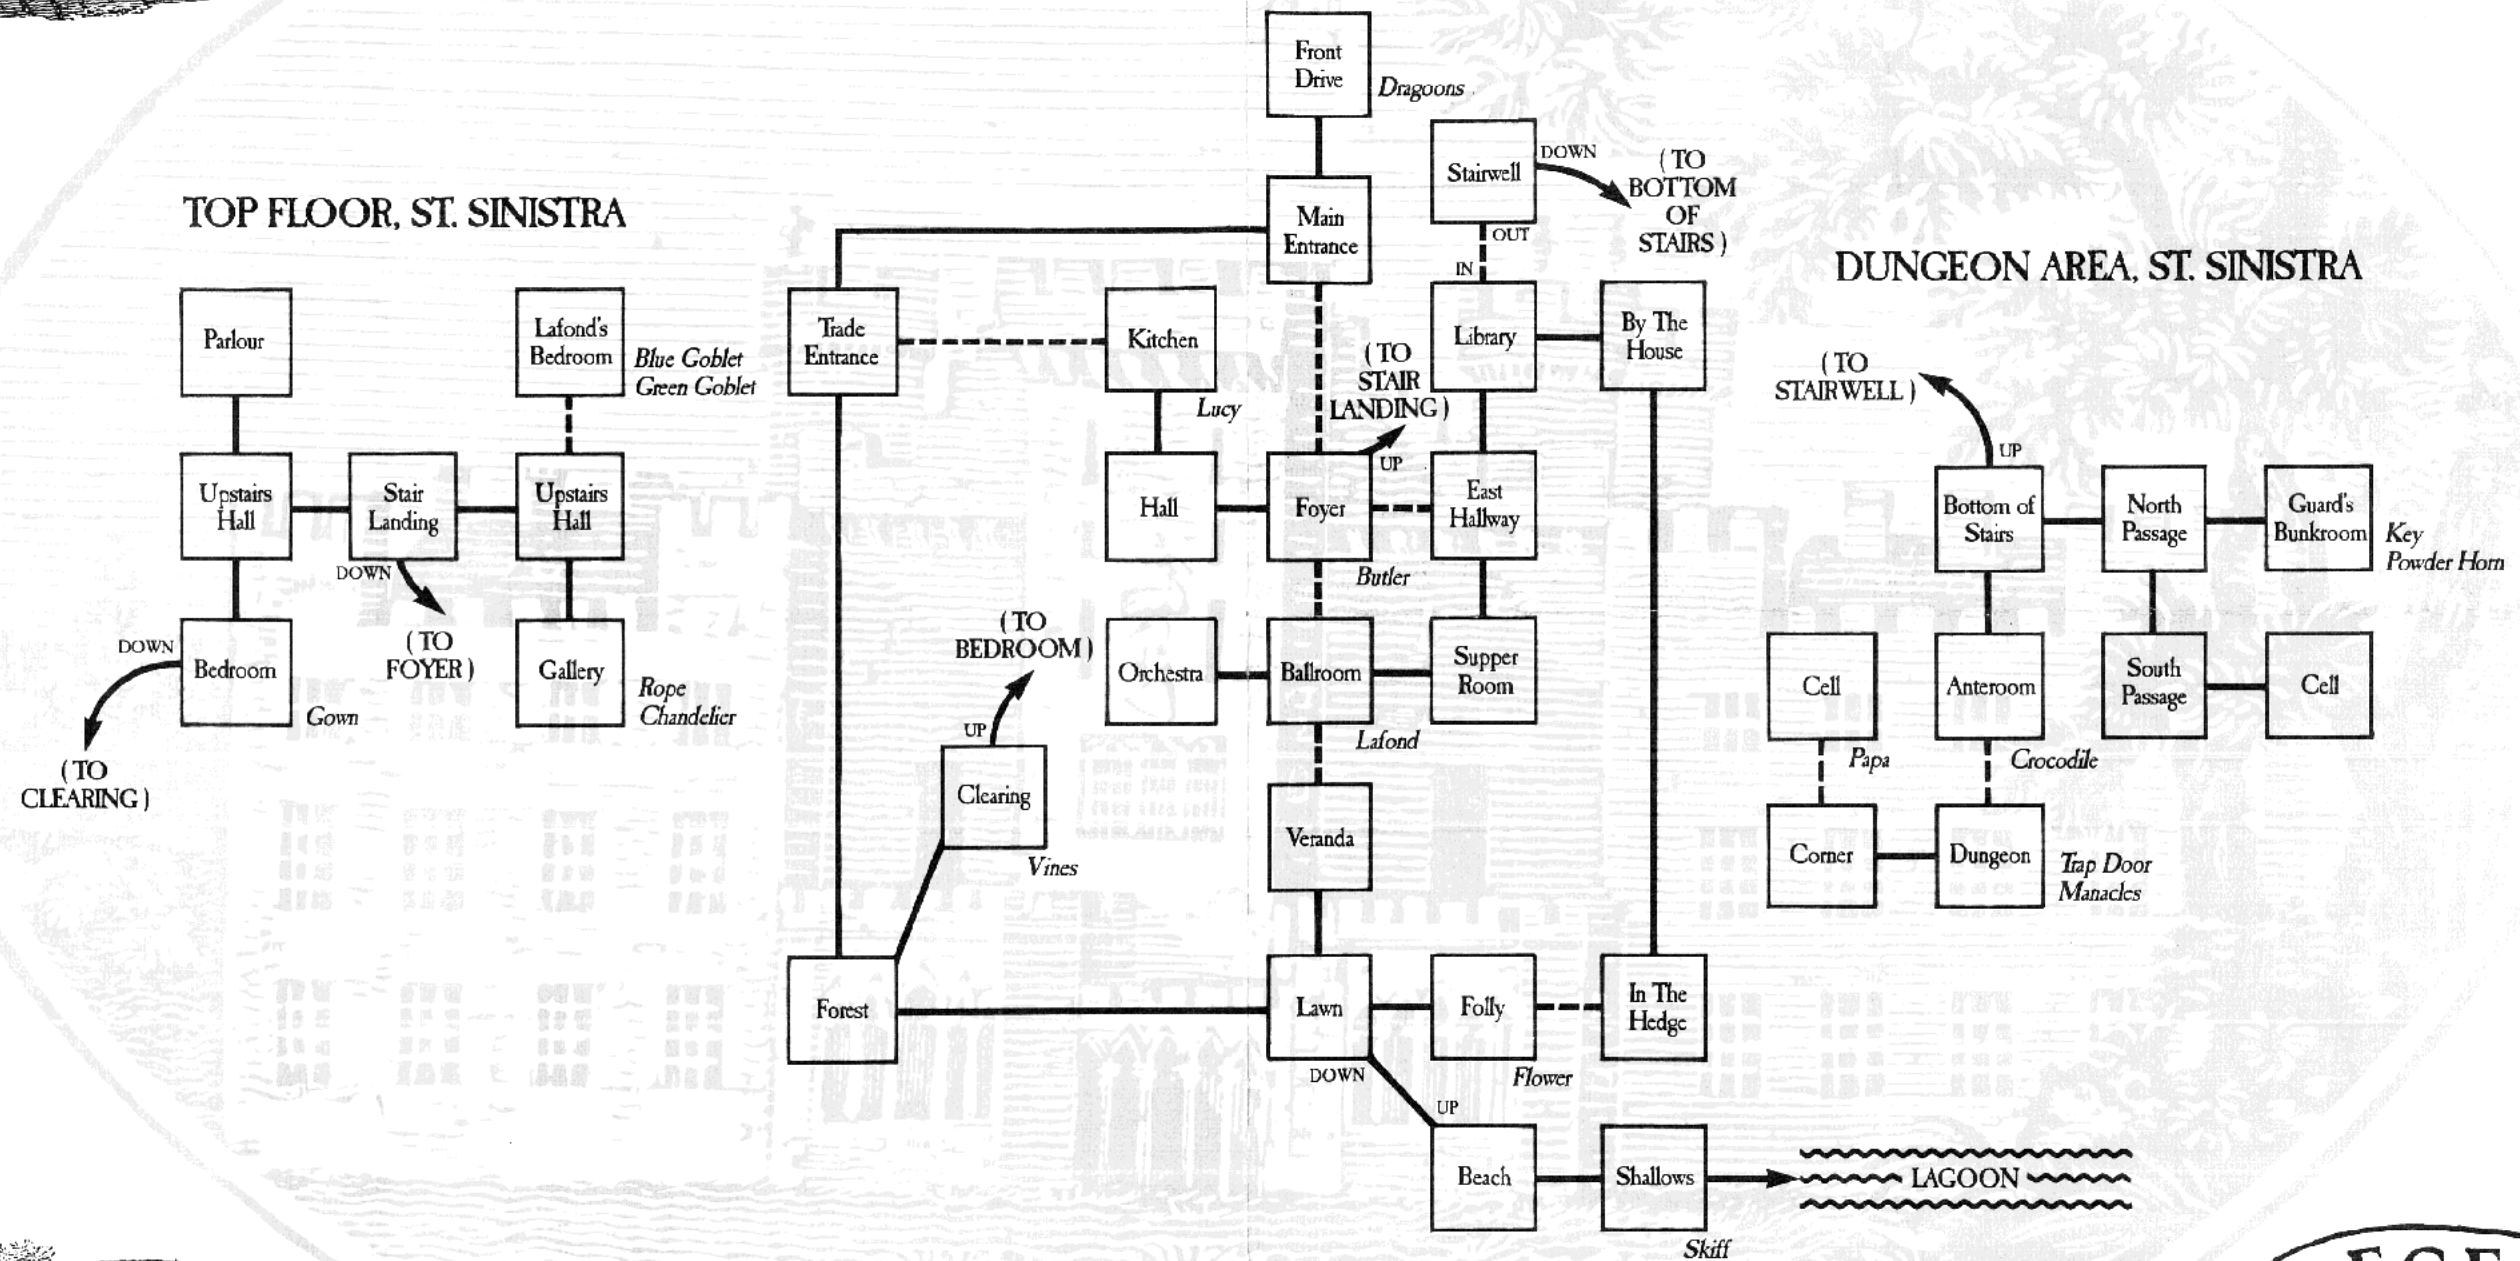 Front
Drive
Dragoons
Stairwell
DOWN
( TO
BOTTOM
OF
STAIRS )
OUT
IN
Main
Entrance
TOP FLOOR, ST. SINISTRA
DUNGEON AREA, ST. SINISTRA
Parlour
Lafond's
Bedroom
Blue Goblet
Green Goblet
Trade
Entrance
Kitchen
Lucy
( TO
STAIR
LANDING )
UP
Library
By The
House
( TO
STAIRWELL )
UP
Upstairs
Hall
Stair
Landing
Upstairs
Hall
DOWN
( TO
FOYER )
Hall
Foyer
Butler
East
Hallway
Bottom of
Stairs
North
Passage
Guard's
Bunkroom
Key
Powder Horn
DOWN
Bedroom
Gown
( TO
CLEARING )
Gallery
Rope
Chandelier
( TO
BEDROOM )
UP
Clearing
Vines
Orchestra
Ballroom
Lafond
Supper
Room
Cell
Papa
Anteroom
Crocodile
South
Passage
Cell
Veranda
Corner
Dungeon
Trap Door
Manacles
Forest
Lawn
DOWN
Folly
Flower
In The
Hedge
UP
Beach
Shallows
Skiff
LAGOON